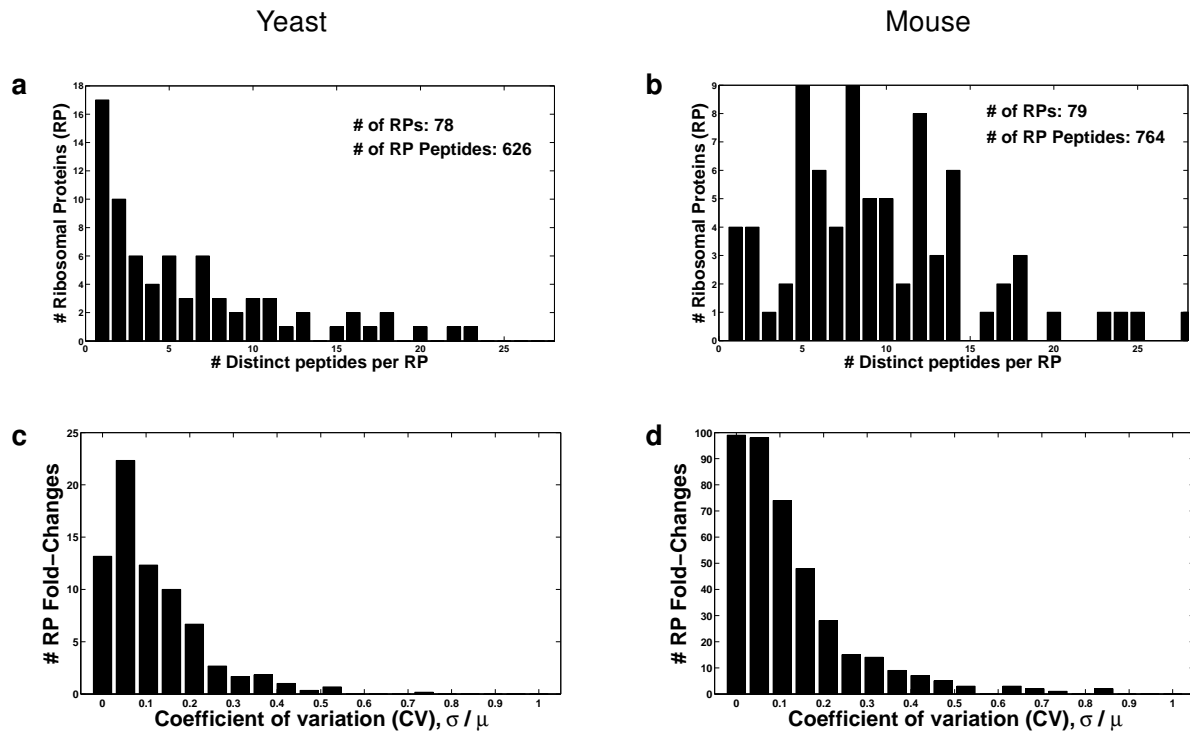 Yeast
Mouse
a
18
16
14
12
10
8
6
4
2
0
# Ribosomal Proteins (RP)
# of RPs: 78
# of RP Peptides: 626
0 5 10 15 20 25
# Distinct peptides per RP
b
9
8
7
6
5
4
3
2
1
0
# Ribosomal Proteins (RP)
# of RPs: 79
# of RP Peptides: 764
0 5 10 15 20 25
# Distinct peptides per RP
c
25
20
15
10
5
0
# RP Fold−Changes
0 0.1 0.2 0.3 0.4 0.5 0.6 0.7 0.8 0.9 1
Coefficient of variation (CV), σ / μ
d
100
90
80
70
60
50
40
30
20
10
0
# RP Fold−Changes
0 0.1 0.2 0.3 0.4 0.5 0.6 0.7 0.8 0.9 1
Coefficient of variation (CV), σ / μ